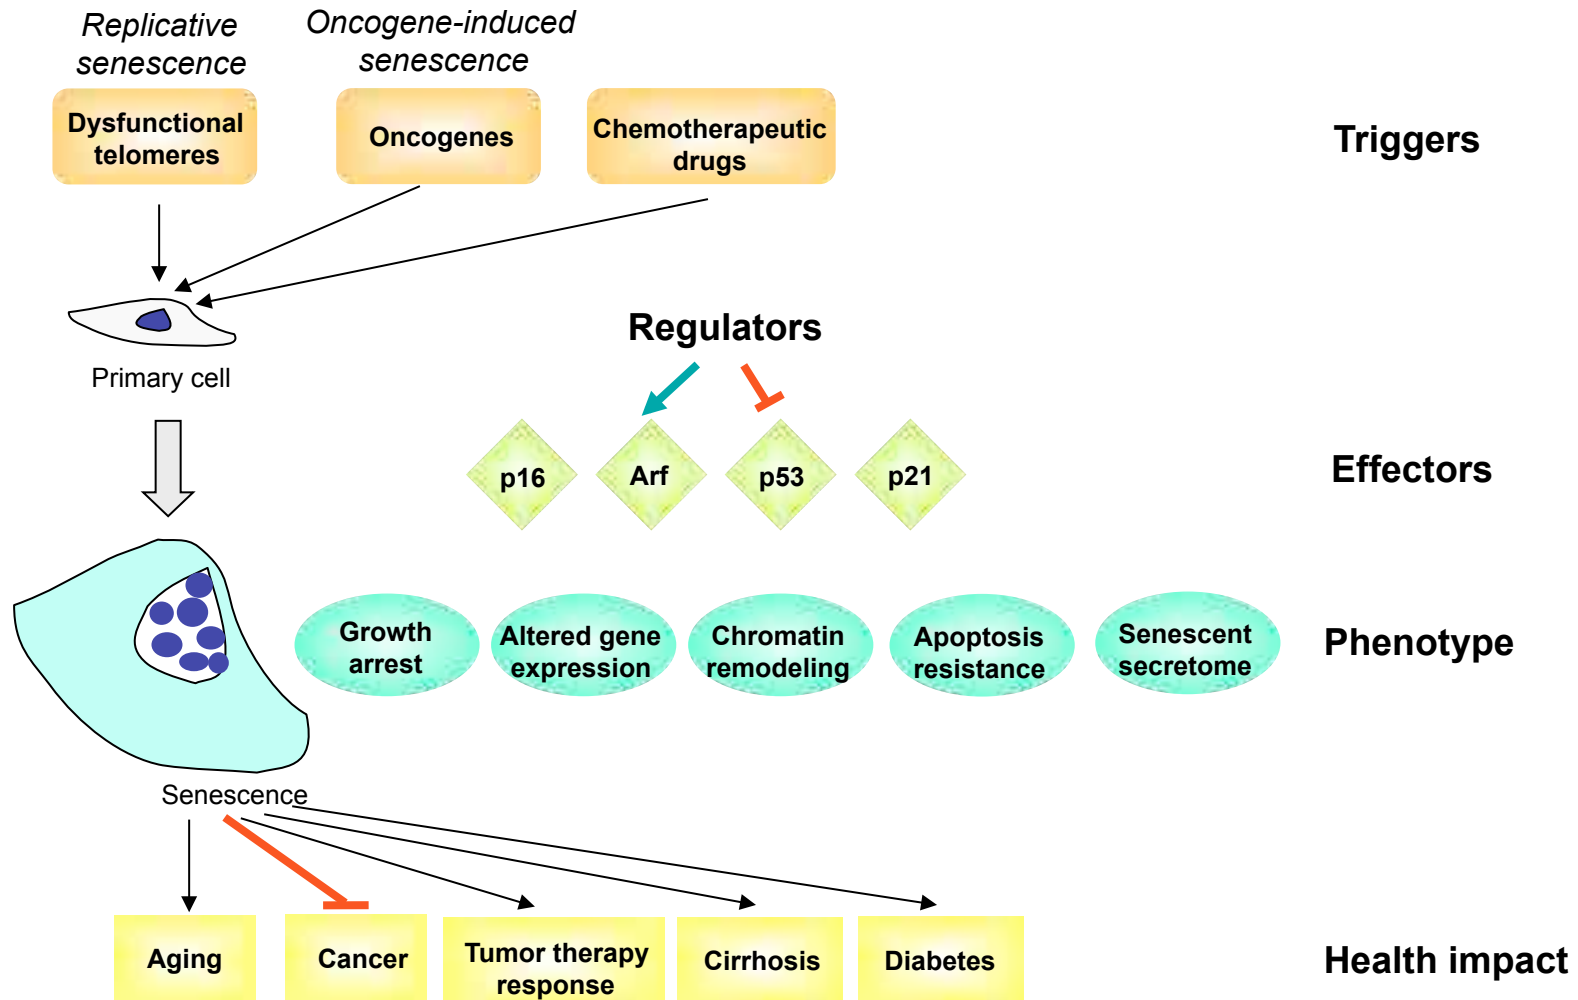 Replicative
senescence
Oncogene-induced
senescence
Dysfunctional
telomeres
Oncogenes
Chemotherapeutic
drugs
Triggers
Primary cell
Regulators
p16
Arf
p53
p21
Effectors
Growth
arrest
Altered gene
expression
Chromatin
remodeling
Apoptosis
resistance
Senescent
secretome
Phenotype
Senescence
Aging
Cancer
Tumor therapy
response
Cirrhosis
Diabetes
Health impact